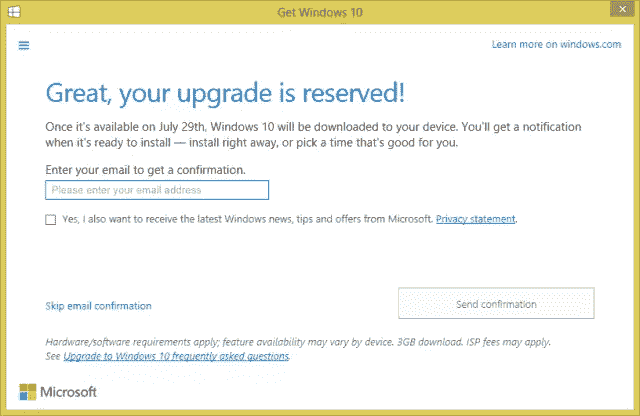 Get Windows 10
Learn more on windows.com
Great, your upgrade is reserved!
Once it's available on July 29th, Windows 10 will be downloaded to your device. You'll get a notification
when it's ready to install — install right away, or pick a time that's good for you.
Enter your email to get a confirmation.
Please enter your email address
Yes, I also want to receive the latest Windows news, tips and offers from Microsoft. Privacy statement.
Skip email confirmation
Send confirmation
Hardware/software requirements apply; feature availability may vary by device. 3GB download. ISP fees may apply.
See Upgrade to Windows 10 frequently asked questions.
Microsoft